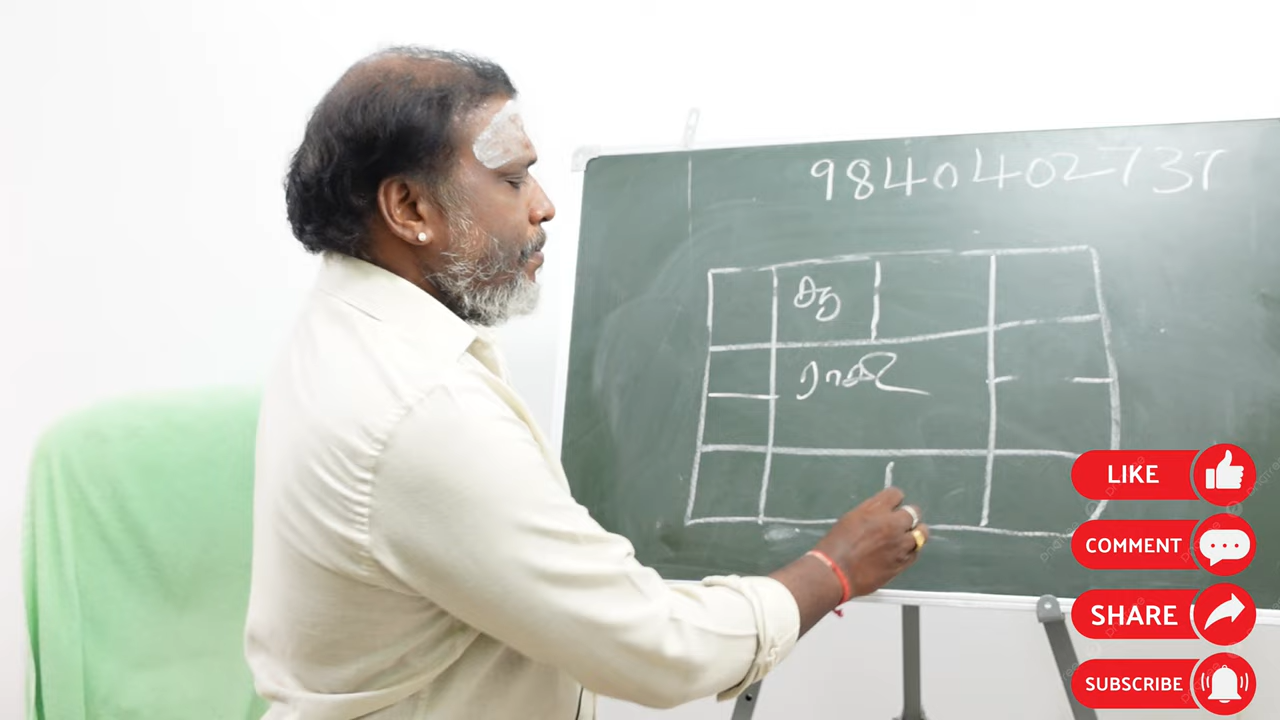 9840402737
ராசி
LIKE
COMMENT
SHARE
SUBSCRIBE